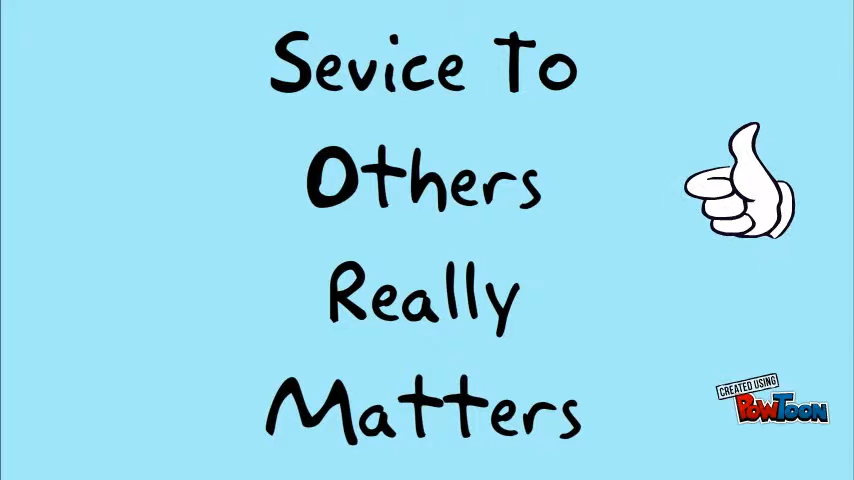 Sevice To
Others
Really
Matters
CREATED USING
POWTOON